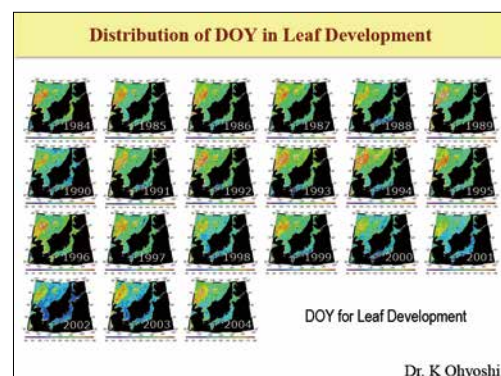 Distribution of DOY in Leaf Development
1984 1985 1986 1987 1988 1989
1990 1991 1992 1993 1994 1995
1996 1997 1998 1999 2000 2001
2002 2003 2004
DOY for Leaf Development
Dr. K Ohyoshi